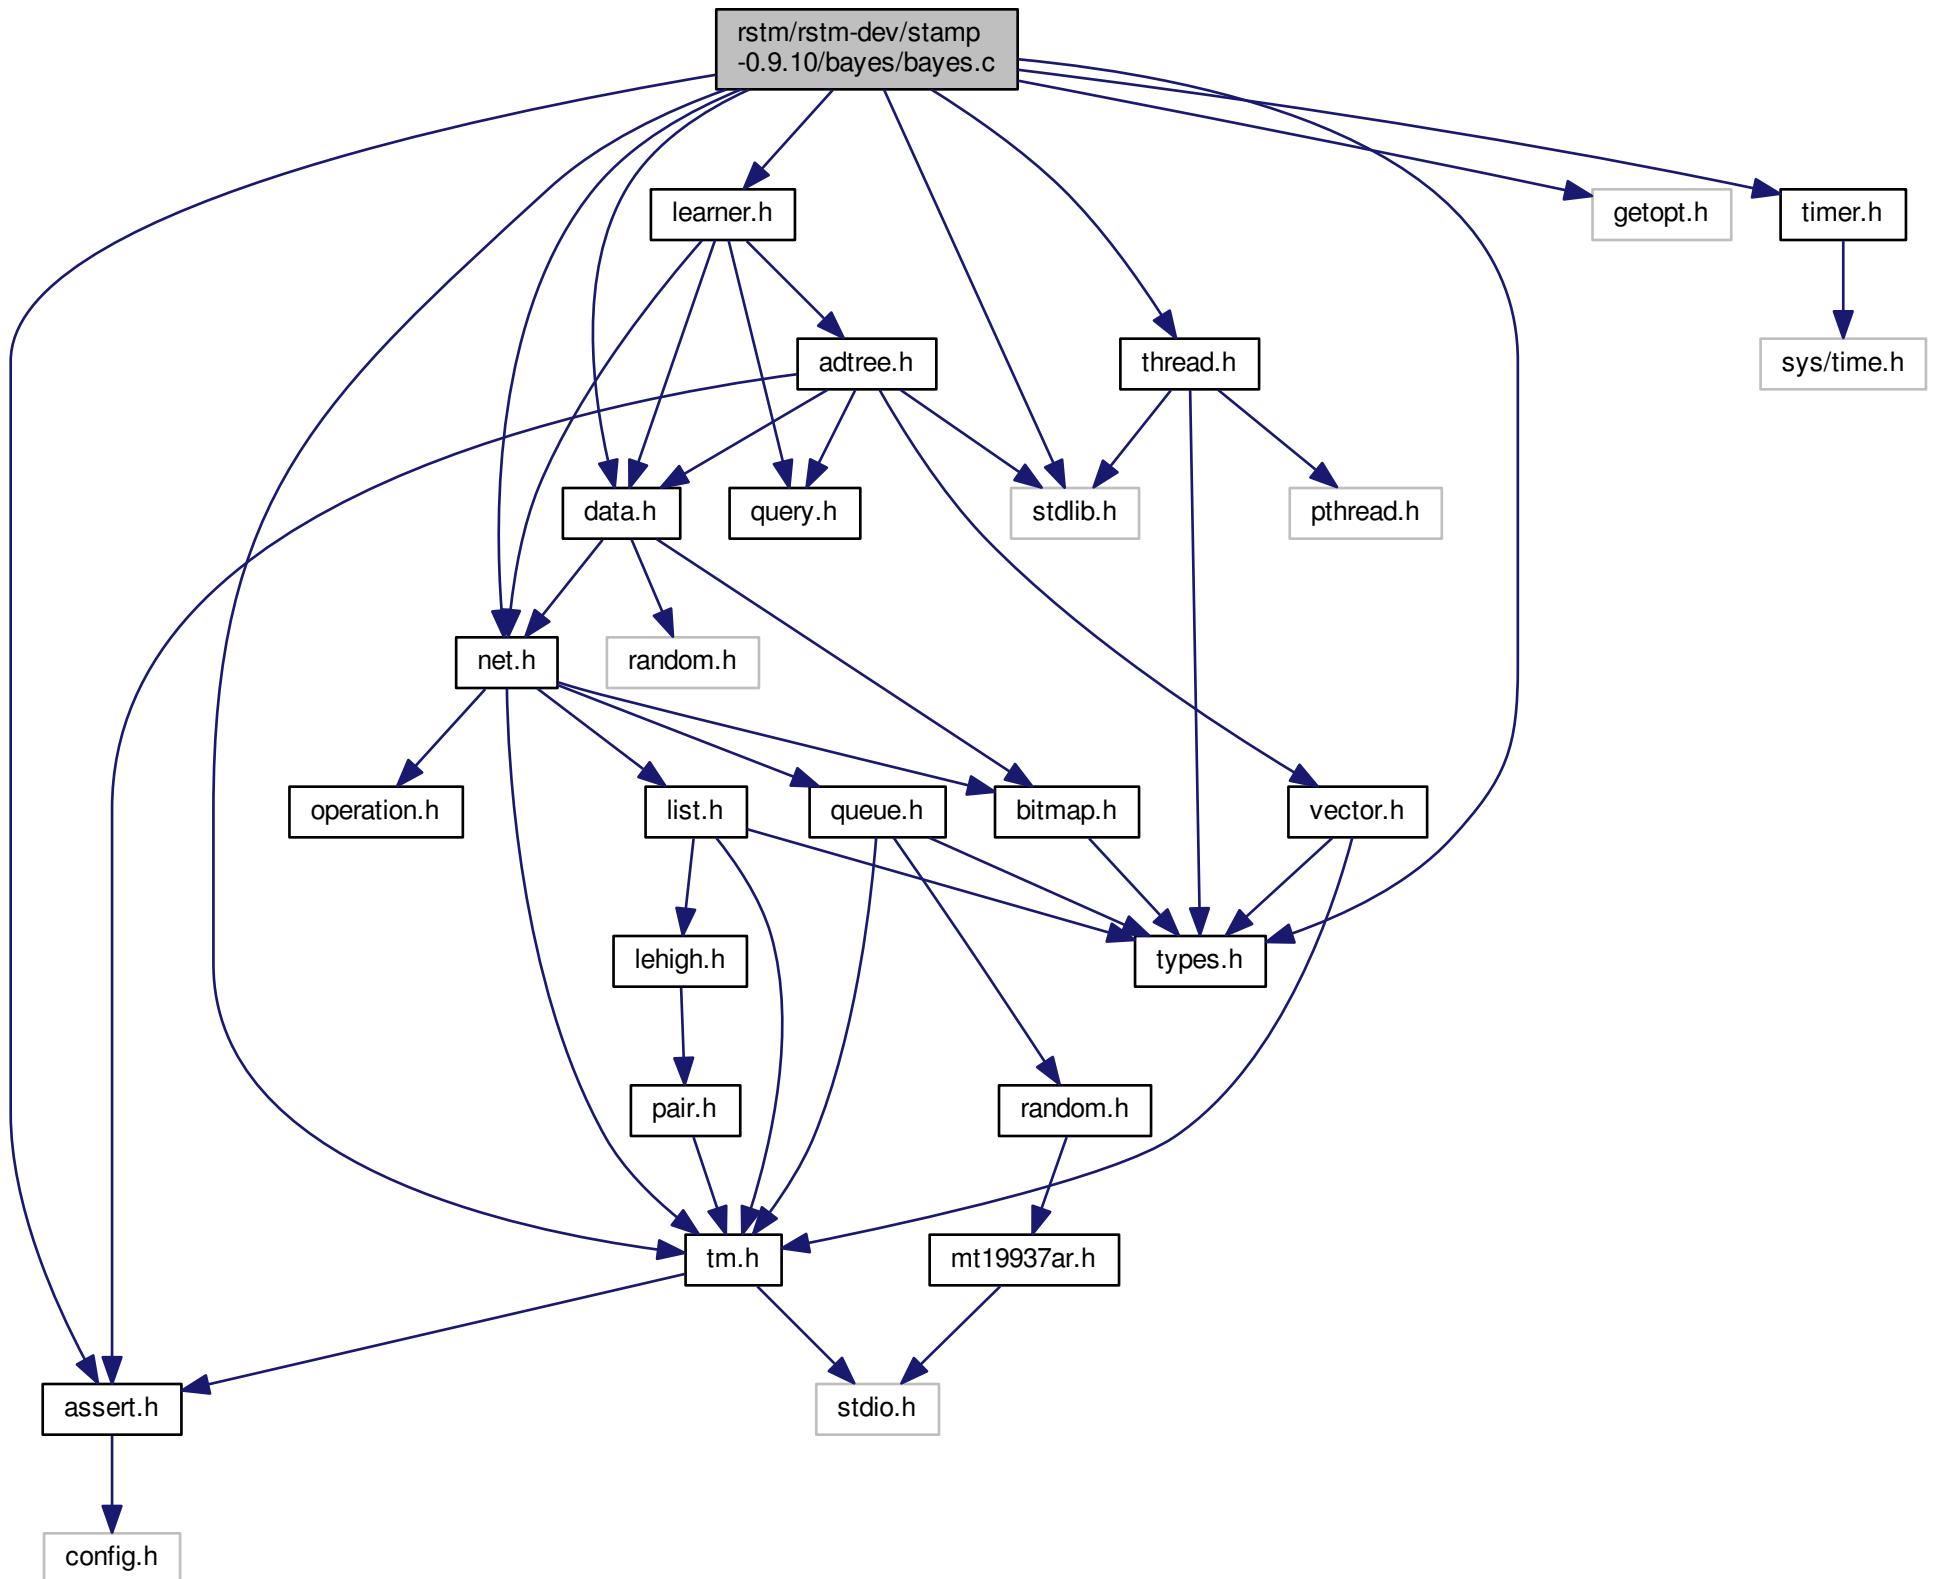 rstm/rstm-dev/stamp
-0.9.10/bayes/bayes.c
learner.h
getopt.h
timer.h
adtree.h
thread.h
sys/time.h
data.h
query.h
stdlib.h
pthread.h
net.h
random.h
operation.h
list.h
queue.h
bitmap.h
vector.h
lehigh.h
types.h
pair.h
random.h
tm.h
mt19937ar.h
assert.h
stdio.h
config.h